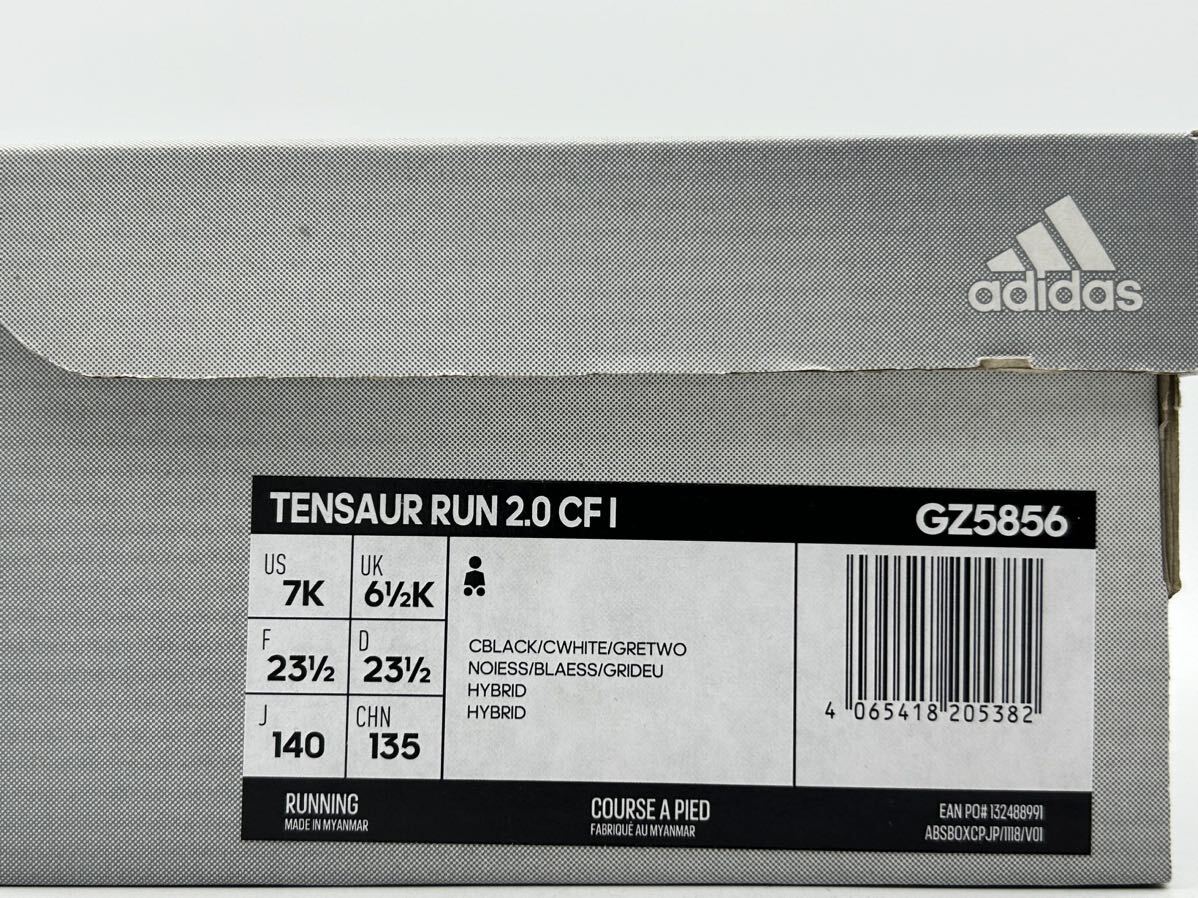 adidas
TENSAUR RUN 2.0 CF I
GZ5856
US
7K
UK
6½K
F
23½
D
23½
J
140
CHN
135
CBLACK/CWHITE/GRETWO
NOIESS/BLAESS/GRIDEU
HYBRID
HYBRID
4 065418 205382
RUNNING
MADE IN MYANMAR
COURSE A PIED
FABRIQUÉ AU MYANMAR
EAN PO# 132488991
ABSBOXCPJP/1118/V01